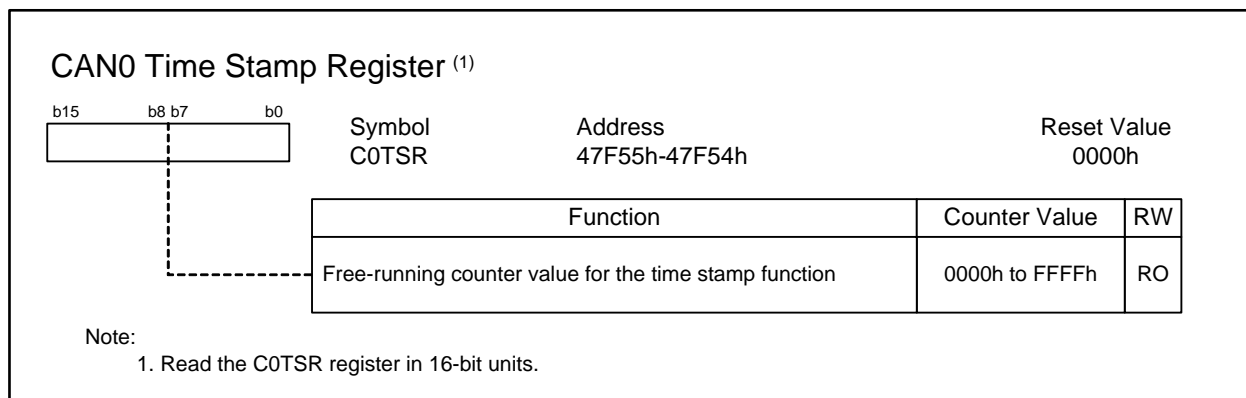 CAN0 Time Stamp Register (1)
b15 b8 b7 b0
Symbol Address Reset Value
C0TSR 47F55h-47F54h 0000h
Function Counter Value RW
Free-running counter value for the time stamp function 0000h to FFFFh RO
Note:
1. Read the C0TSR register in 16-bit units.